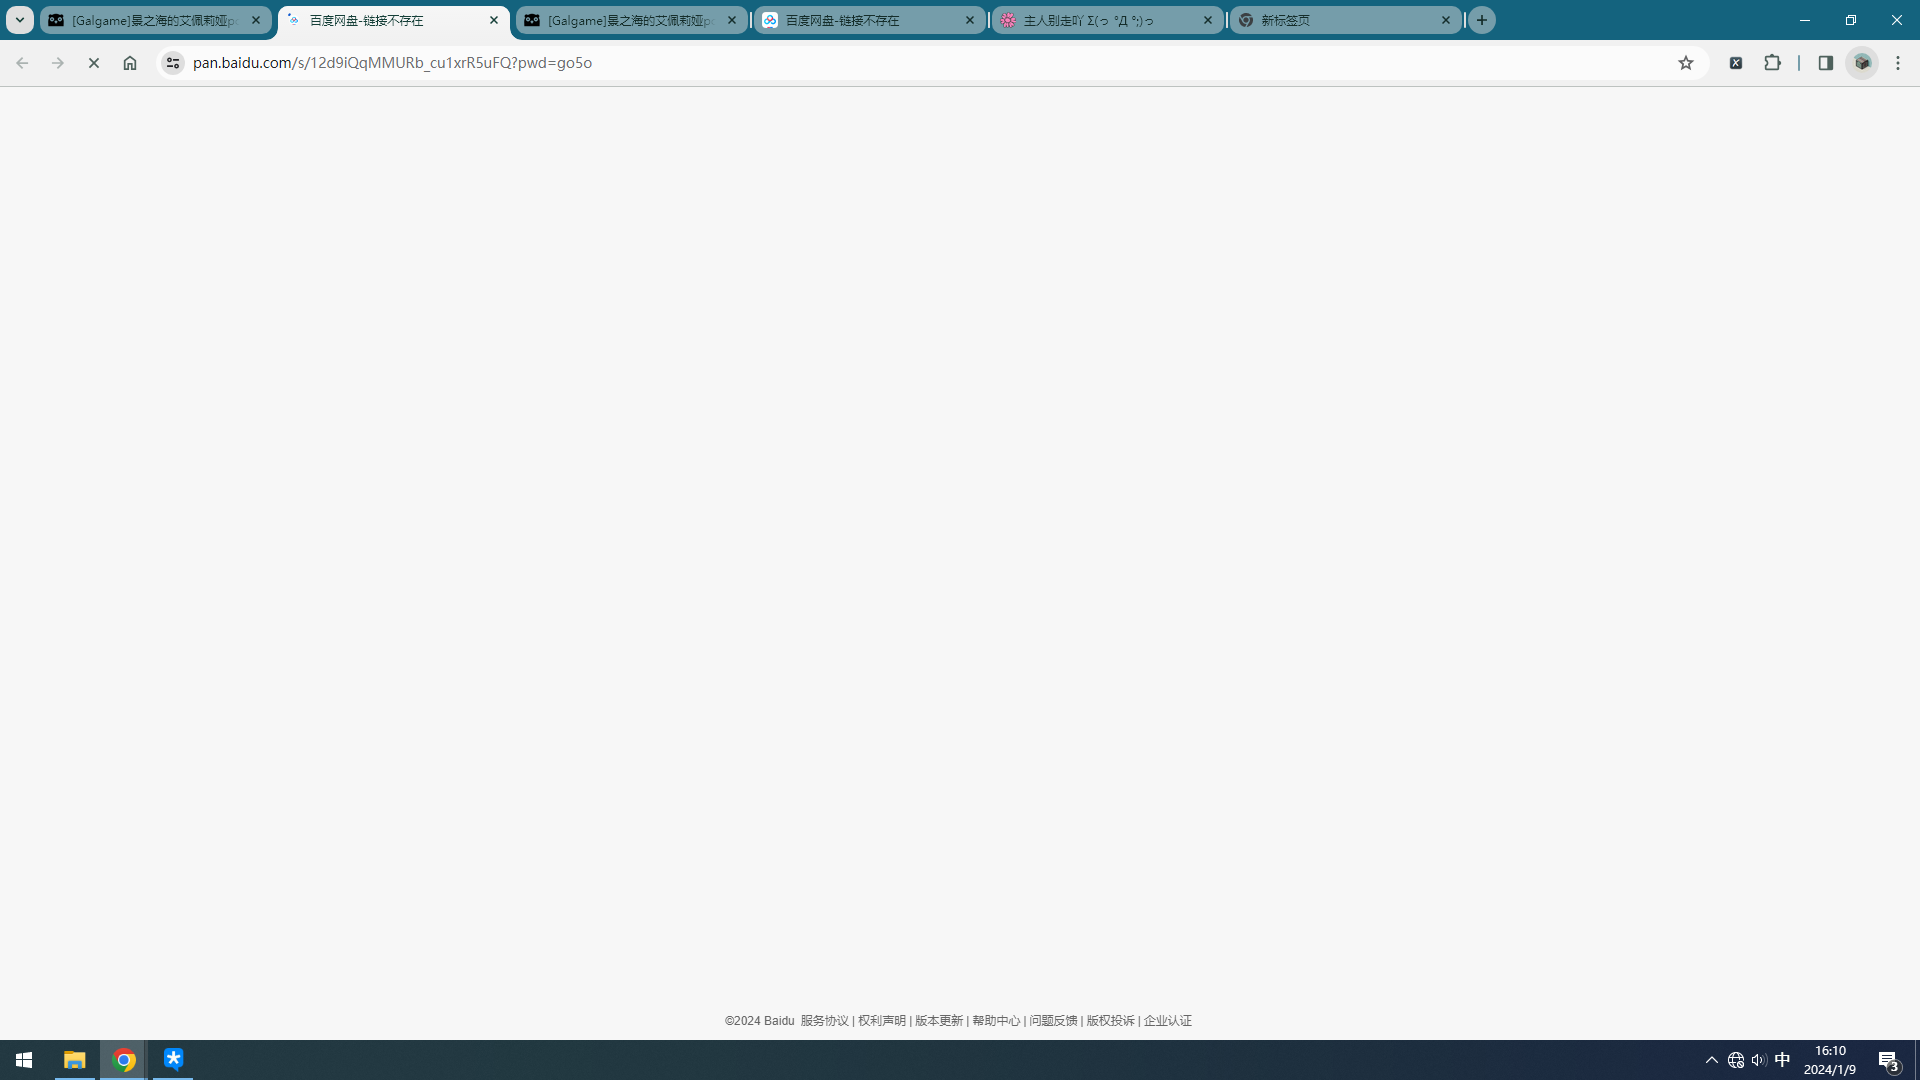 [Galgame]景之海的艾佩莉娅pc
百度网盘-链接不存在
[Galgame]景之海的艾佩莉娅pc
百度网盘-链接不存在
主人别走吖 Σ(っ °Д °;)っ
新标签页
pan.baidu.com/s/12d9iQqMMURb_cu1xrR5uFQ?pwd=go5o
©2024 Baidu 服务协议 | 权利声明 | 版本更新 | 帮助中心 | 问题反馈 | 版权投诉 | 企业认证
中
16:10
2024/1/9
3